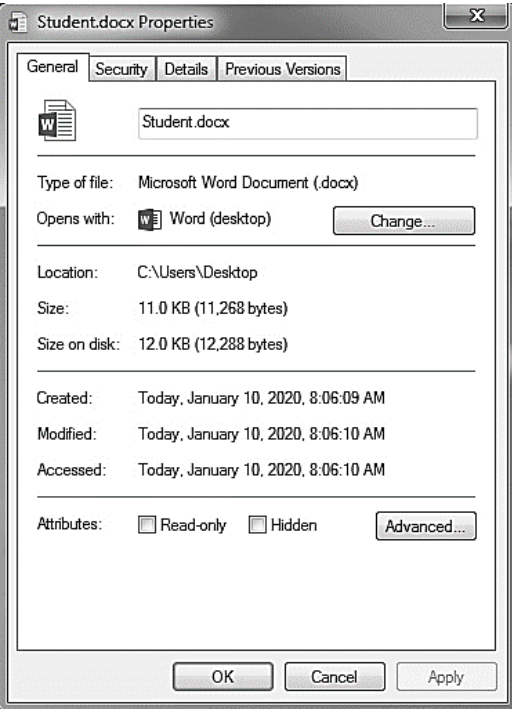 Student.docx Properties
General Security Details Previous Versions
Student.docx
Type of file: Microsoft Word Document (.docx)
Opens with: Word (desktop) Change...
Location: C:\Users\Desktop
Size: 11.0 KB (11,268 bytes)
Size on disk: 12.0 KB (12,288 bytes)
Created: Today, January 10, 2020, 8:06:09 AM
Modified: Today, January 10, 2020, 8:06:10 AM
Accessed: Today, January 10, 2020, 8:06:10 AM
Attributes: Read-only Hidden Advanced...
OK Cancel Apply